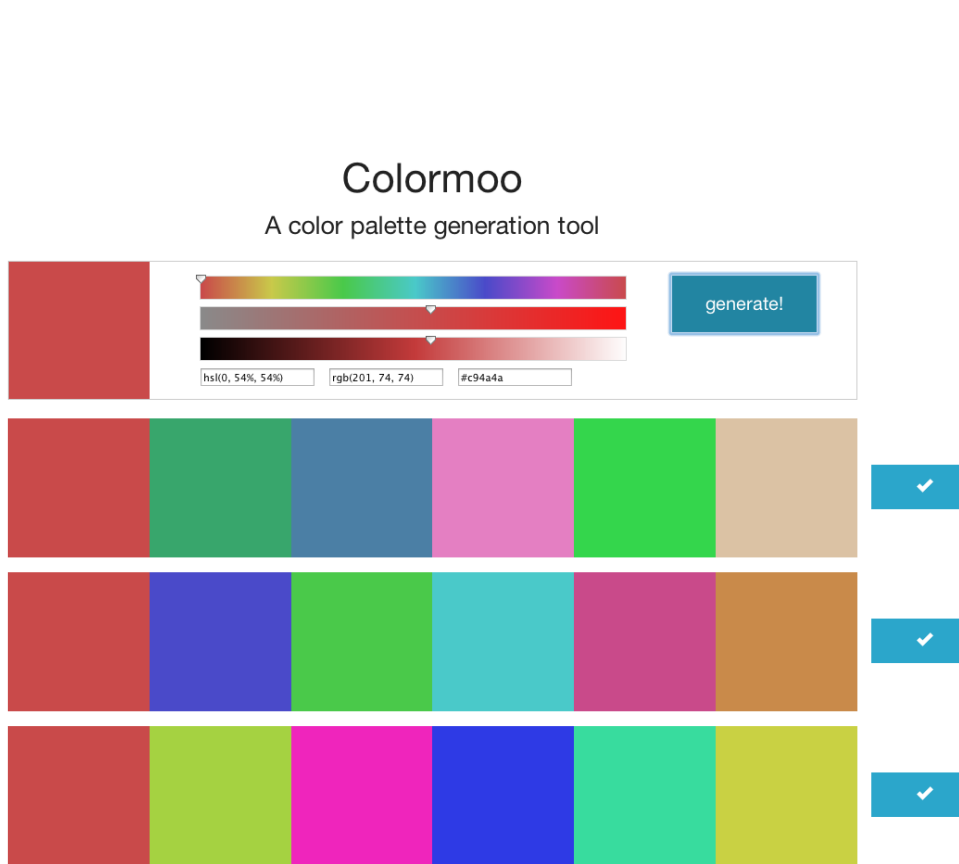 Colormoo
A color palette generation tool
generate!
hsl(0, 54%, 54%)
rgb(201, 74, 74)
#c94a4a